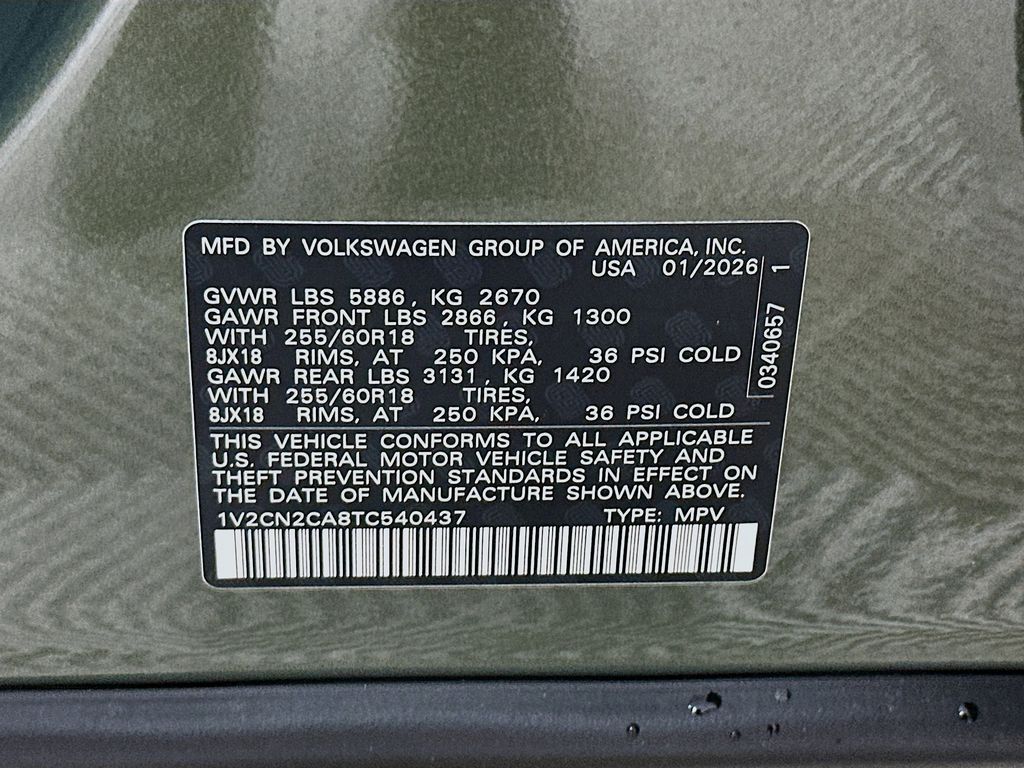 MFD BY VOLKSWAGEN GROUP OF AMERICA, INC.
USA 01/2026
GVWR LBS 5886, KG 2670
GAWR FRONT LBS 2866, KG 1300
WITH 255/60R18 TIRES,
8JX18 RIMS, AT 250 KPA, 36 PSI COLD
GAWR REAR LBS 3131, KG 1420
WITH 255/60R18 TIRES,
8JX18 RIMS, AT 250 KPA, 36 PSI COLD
0340657 1
THIS VEHICLE CONFORMS TO ALL APPLICABLE
U.S. FEDERAL MOTOR VEHICLE SAFETY AND
THEFT PREVENTION STANDARDS IN EFFECT ON
THE DATE OF MANUFACTURE SHOWN ABOVE.
1V2CN2CA8TC540437 TYPE: MPV